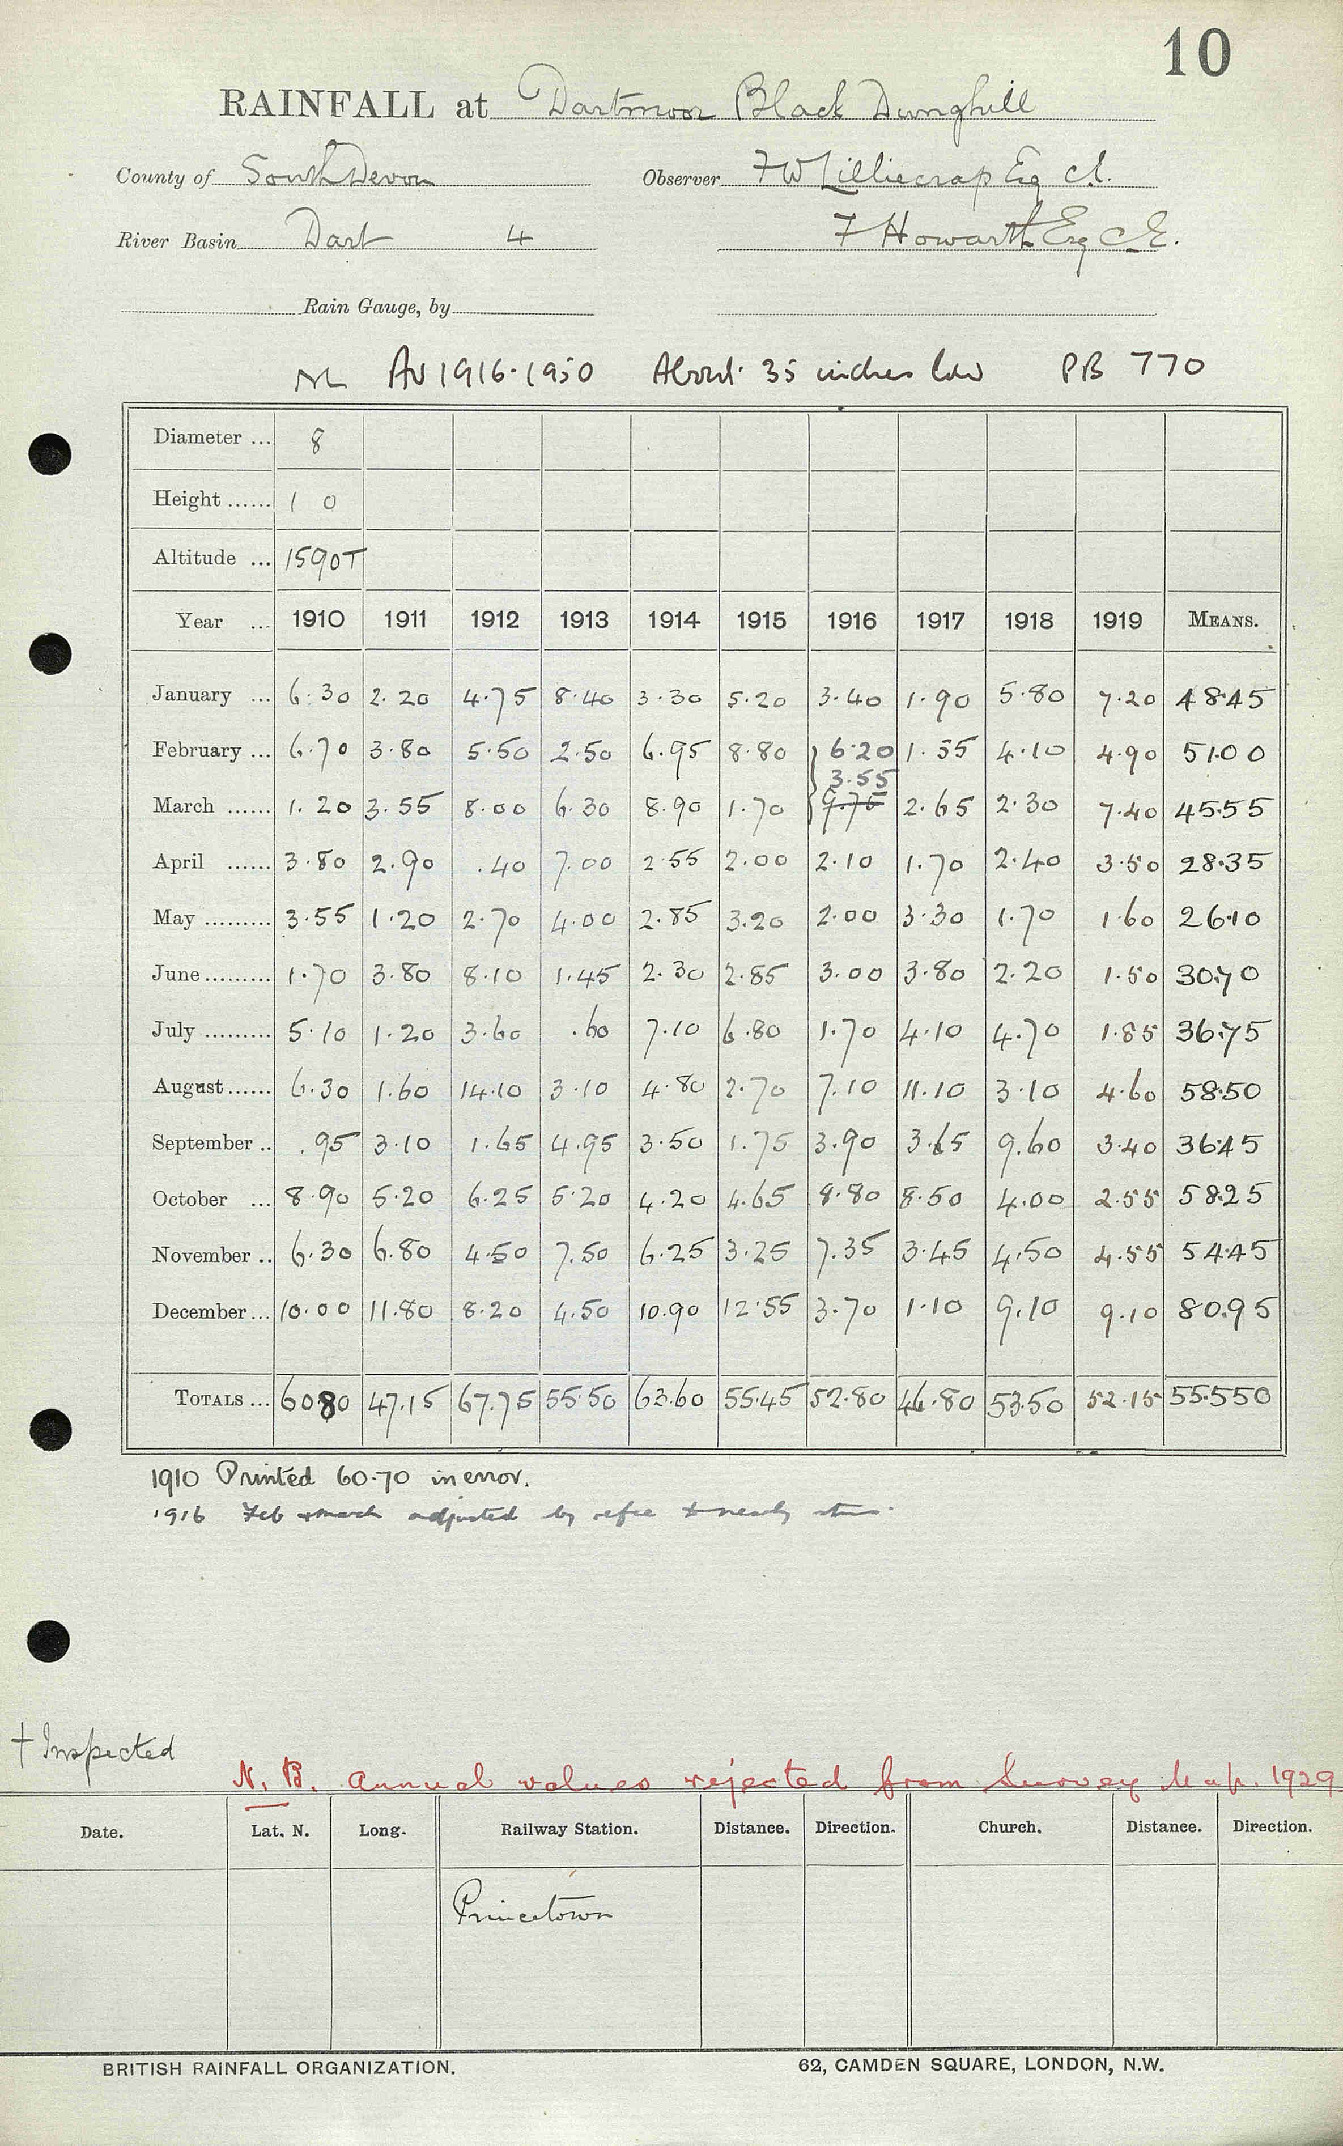 10
RAINFALL at Dartmoor Black Dunghill
County of South Devon Observer F W Lilliecrap Esq
River Basin Dart 4 F Howarth Esq C.E.
Rain Gauge, by
Av 1916-1950 About 35 inches low PB 770
Diameter ... 8
Height ...... 1 0
Altitude ... 1590T
Year ... 1910 1911 1912 1913 1914 1915 1916 1917 1918 1919 MEANS.
January ... 6.30 2.20 4.75 8.40 3.30 5.20 3.40 1.90 5.80 7.20 48.45
February ... 6.70 3.80 5.50 2.50 6.95 8.80 6.20 1.55 4.10 4.90 51.00
3.55
March ...... 1.20 3.55 8.00 6.30 8.90 1.70 9.75 2.65 2.30 7.40 45.55
April ...... 3.80 2.90 .40 7.00 2.55 2.00 2.10 1.70 2.40 3.50 28.35
May ......... 3.55 1.20 2.70 4.00 2.85 3.20 2.00 3.30 1.70 1.60 26.10
June ......... 1.70 3.80 8.10 1.45 2.30 2.85 3.00 3.80 2.20 1.50 30.70
July ......... 5.10 1.20 3.60 .60 7.10 6.80 1.70 4.10 4.70 1.85 36.75
August ...... 6.30 1.60 14.10 3.10 4.80 2.70 7.10 11.10 3.10 4.60 58.50
September .. .95 3.10 1.65 4.95 3.50 1.75 3.90 3.65 9.60 3.40 36.45
October ... 8.90 5.20 6.25 5.20 4.20 4.65 8.80 8.50 4.00 2.55 58.25
November .. 6.30 6.80 4.50 7.50 6.25 3.25 7.35 3.45 4.50 4.55 54.45
December ... 10.00 11.80 8.20 4.50 10.90 12.55 3.70 1.10 9.10 9.10 80.95
TOTALS ... 60.80 47.15 67.75 55.50 63.60 55.45 52.80 46.80 53.50 52.15 555.50
1910 Printed 60.70 in error.
1916 Feb & March adjusted by refce to nearby
† Inspected
N.B. Annual values rejected from Survey Map. 1929
Date. Lat. N. Long. Railway Station. Distance. Direction. Church. Distance. Direction.
Princetown
BRITISH RAINFALL ORGANIZATION. 62, CAMDEN SQUARE, LONDON, N.W.